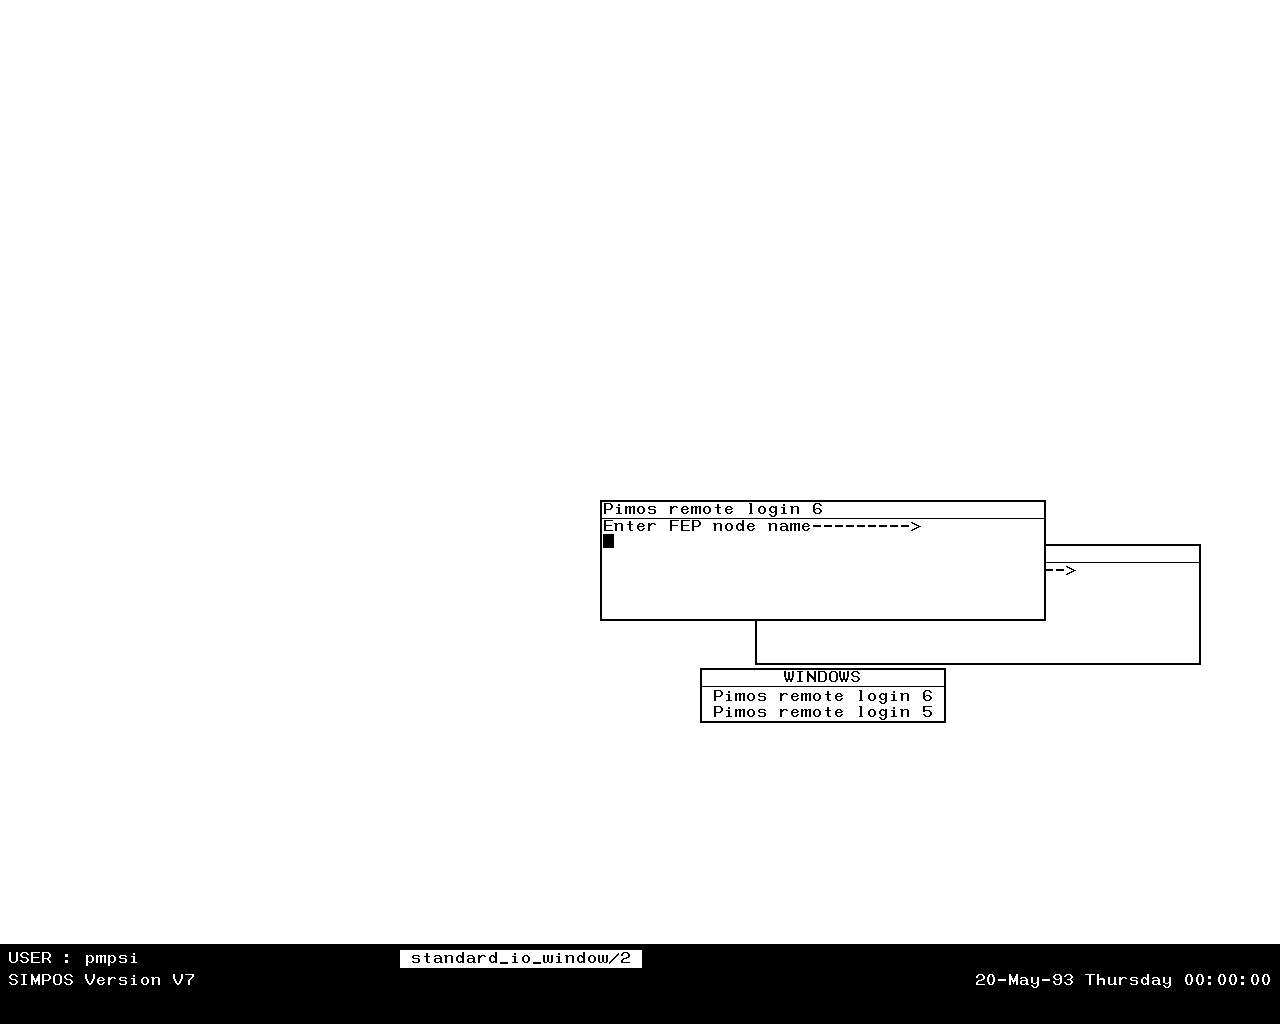 Pimos remote login 6
Enter FEP node name--------->
-->
WINDOWS
Pimos remote login 6
Pimos remote login 5
USER : pmpsi
standard_io_window/2
SIMPOS Version V7
20-May-93 Thursday 00:00:00